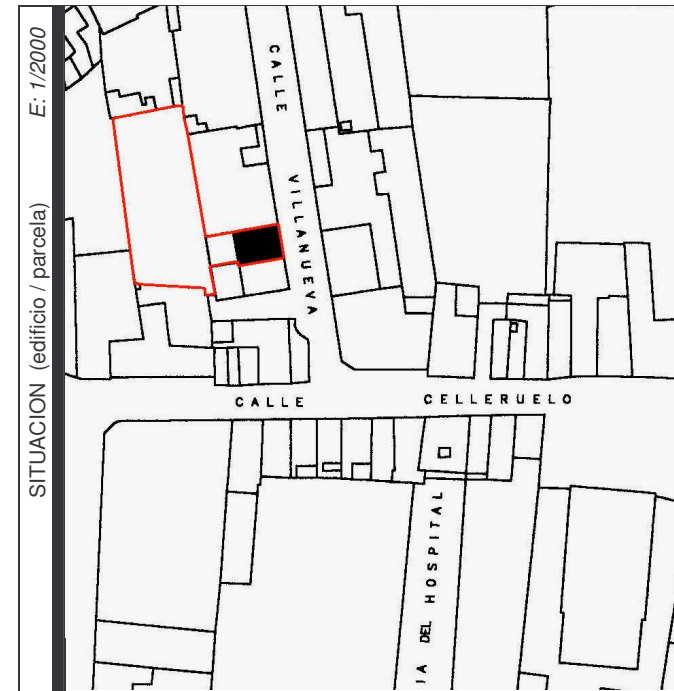 SITUACION (edificio / parcela) E: 1/2000
CALLE VILLANUEVA
CALLE CELLERUELO
IA DEL HOSPITAL